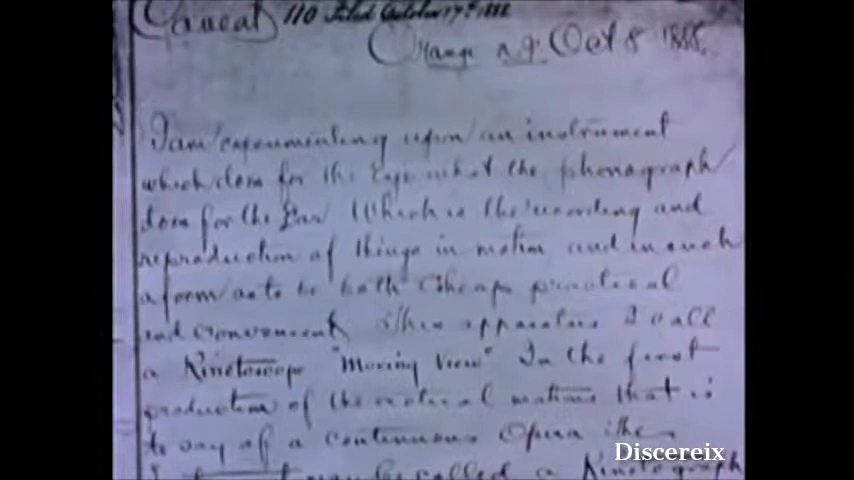 Caveat 110 Filed October 17th 1888
Orange N.J. Oct 8 1888.
I am experimenting upon an instrument
which does for the Eye what the phonograph
does for the Ear Which is the recording and
reproduction of things in motion and in such
a form as to be both Cheap practical
and convenient This apparatus I call
a Kinetoscope "Moving View" In the first
production of the actual motions that is
to say of a continuous Opera the
Instrument may be called a Kinetograph
Discereix